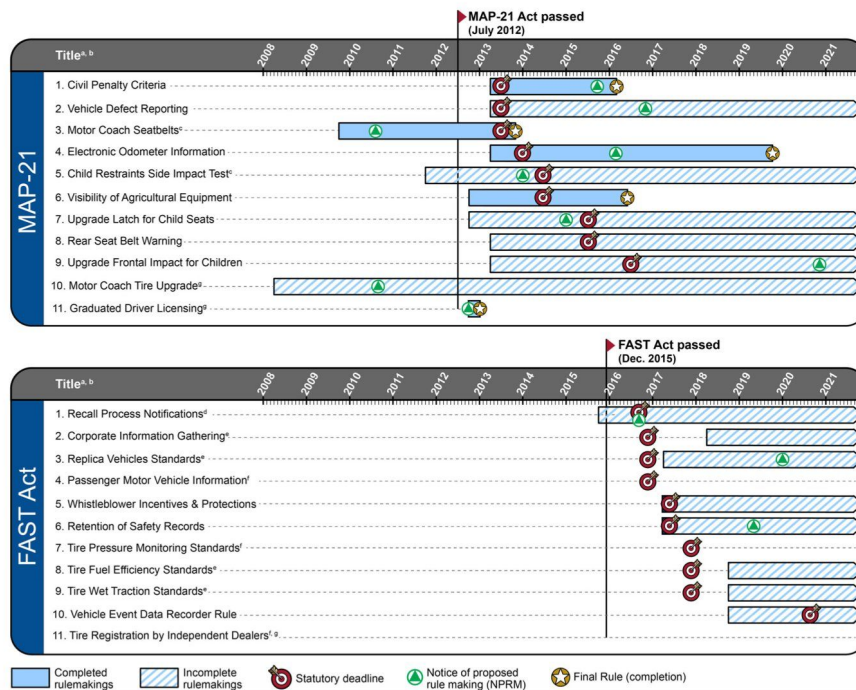 MAP-21 Act passed
(July 2012)
Titleᵃ, ᵇ 2008 2009 2010 2011 2012 2013 2014 2015 2016 2017 2018 2019 2020 2021
MAP-21
1. Civil Penalty Criteria
2. Vehicle Defect Reporting
3. Motor Coach Seatbeltsᶜ
4. Electronic Odometer Information
5. Child Restraints Side Impact Testᶜ
6. Visibility of Agricultural Equipment
7. Upgrade Latch for Child Seats
8. Rear Seat Belt Warning
9. Upgrade Frontal Impact for Children
10. Motor Coach Tire Upgradeᵍ
11. Graduated Driver Licensingᵍ
FAST Act passed
(Dec. 2015)
Titleᵃ, ᵇ 2008 2009 2010 2011 2012 2013 2014 2015 2016 2017 2018 2019 2020 2021
FAST Act
1. Recall Process Notificationsᵈ
2. Corporate Information Gatheringᵉ
3. Replica Vehicles Standardsᵉ
4. Passenger Motor Vehicle Informationᶠ
5. Whistleblower Incentives & Protections
6. Retention of Safety Records
7. Tire Pressure Monitoring Standardsᶠ
8. Tire Fuel Efficiency Standardsᵉ
9. Tire Wet Traction Standardsᵉ
10. Vehicle Event Data Recorder Rule
11. Tire Registration by Independent Dealersᶠ, ᵍ
Completed rulemakings
Incomplete rulemakings
Statutory deadline
Notice of proposed rule making (NPRM)
Final Rule (completion)